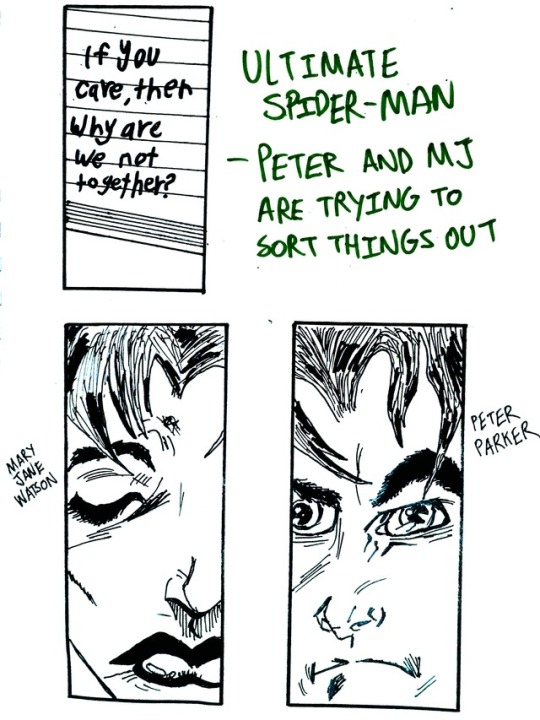 If you
care, then
Why are
we not
together?
ULTIMATE
SPIDER-MAN
- PETER AND MJ
ARE TRYING TO
SORT THINGS OUT
MARY
JANE
WATSON
PETER
PARKER